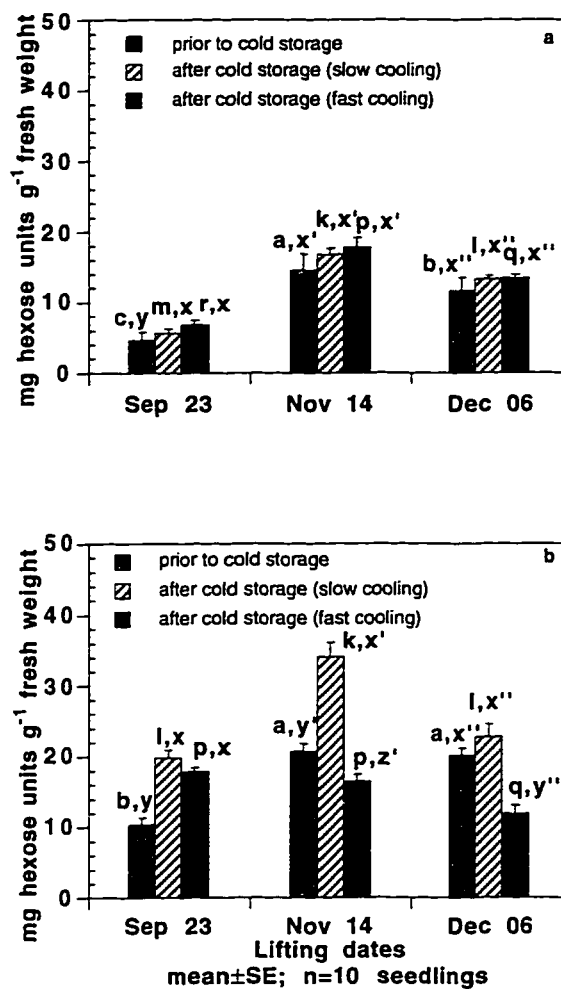 50
a
prior to cold storage
after cold storage (slow cooling)
after cold storage (fast cooling)
40
30
20
10
0
mg hexose units g⁻¹ fresh weight
c,y m,x r,x
a,x' k,x' p,x'
b,x'' l,x'' q,x''
Sep 23 Nov 14 Dec 06
50
b
prior to cold storage
after cold storage (slow cooling)
after cold storage (fast cooling)
40
30
20
10
0
mg hexose units g⁻¹ fresh weight
b,y l,x p,x
a,y' k,x' p,z'
a,x'' l,x'' q,y''
Sep 23 Nov 14 Dec 06
Lifting dates
mean±SE; n=10 seedlings